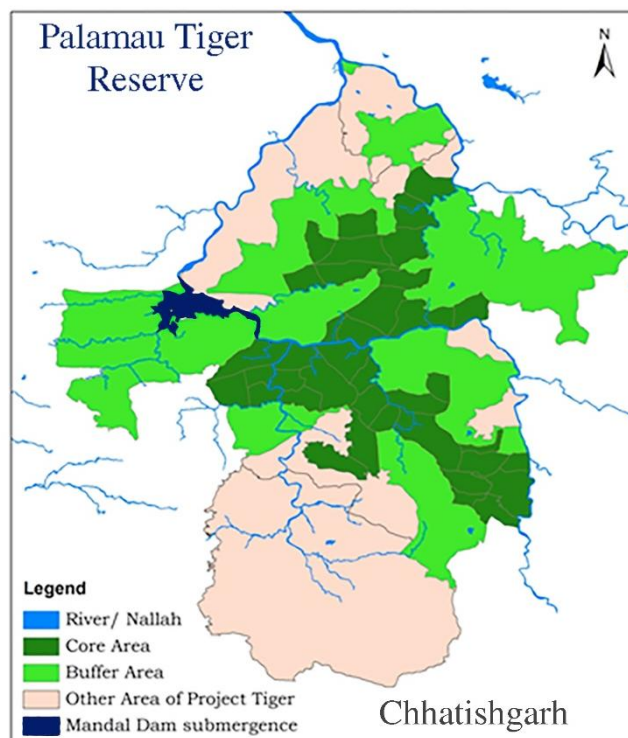 Palamau Tiger
Reserve
N
Legend
River/ Nallah
Core Area
Buffer Area
Other Area of Project Tiger
Mandal Dam submergence
Chhatishgarh